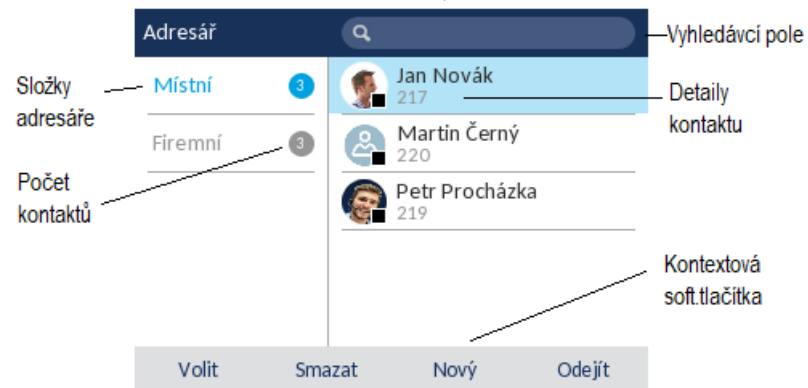 Adresář
Vyhledávcí pole
Složky
adresáře
Místní
3
Jan Novák
217
Detaily
kontaktu
Firemní
3
Martin Černý
220
Počet
kontaktů
Petr Procházka
219
Kontextová
soft.tlačítka
Volit
Smazat
Nový
Odejít